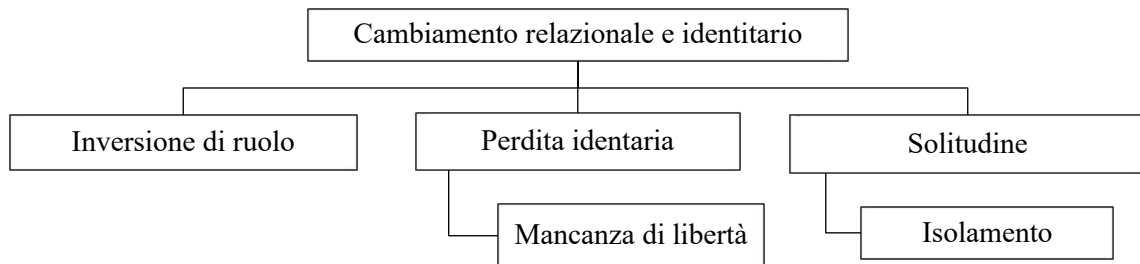 Cambiamento relazionale e identitario
Inversione di ruolo
Perdita identaria
Solitudine
Mancanza di libertà
Isolamento